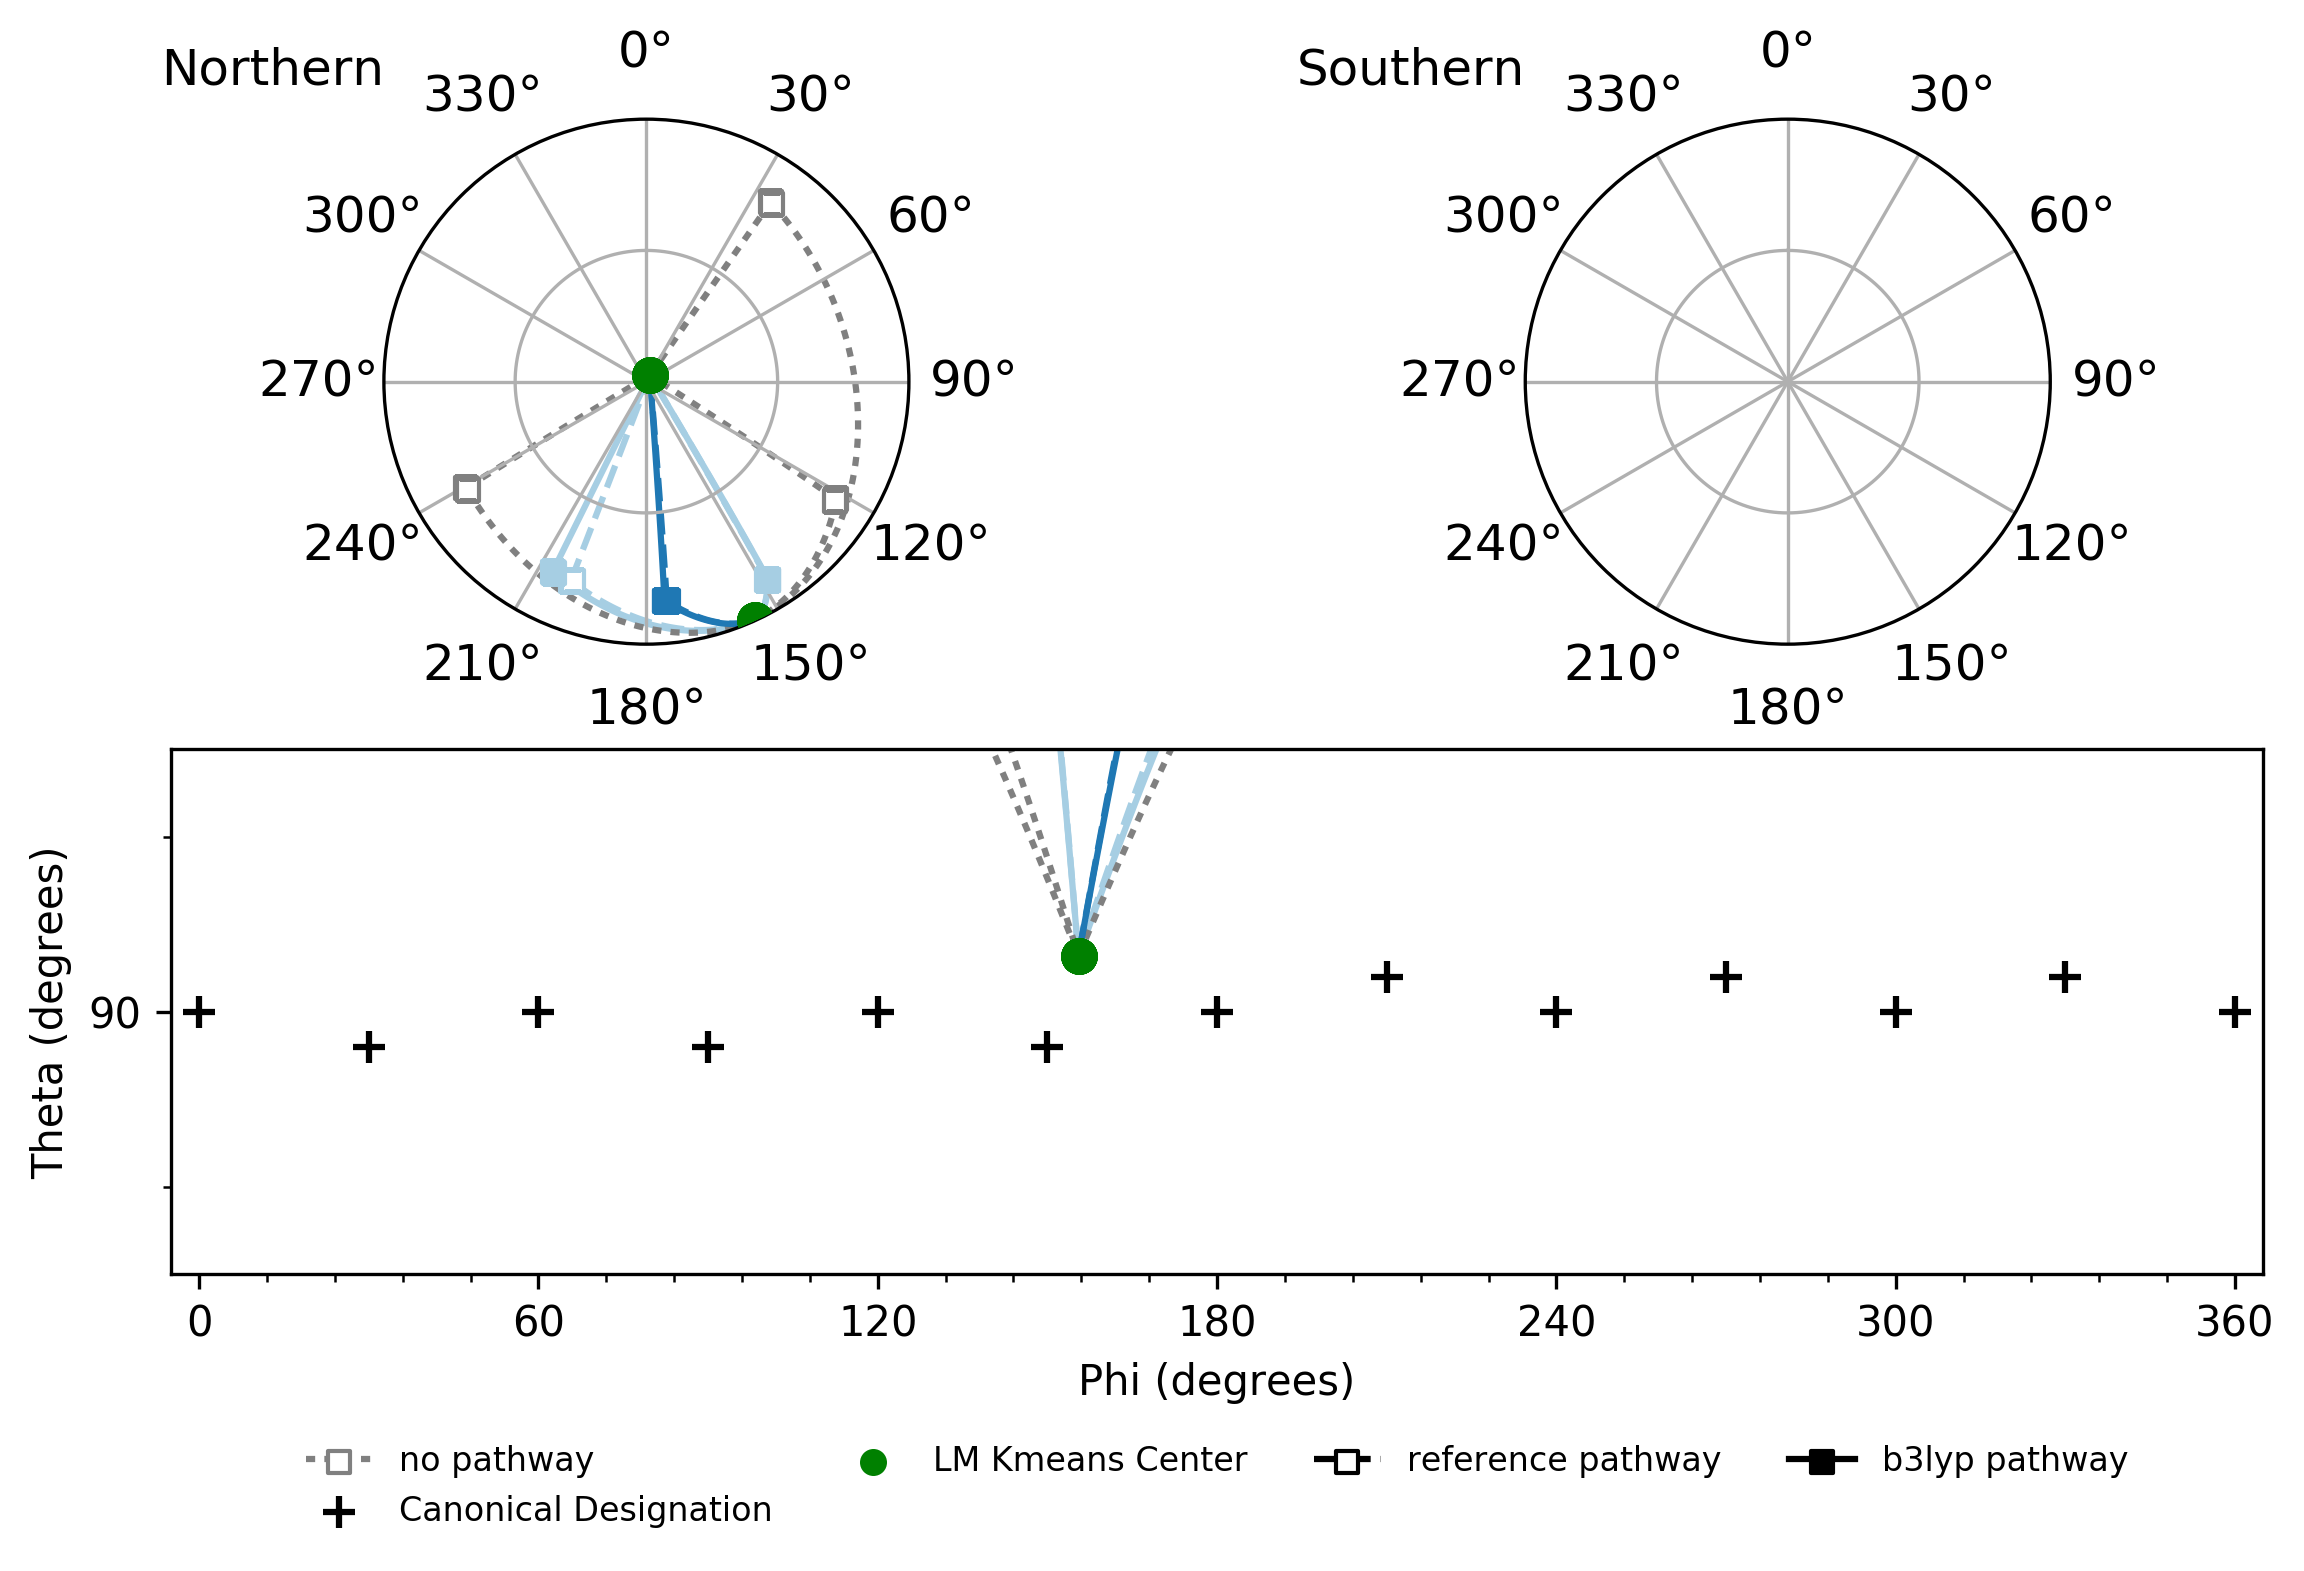 Northern
0°
30°
60°
90°
120°
150°
180°
210°
240°
270°
300°
330°
Southern
0°
30°
60°
90°
120°
150°
180°
210°
240°
270°
300°
330°
Theta (degrees)
90
0 60 120 180 240 300 360
Phi (degrees)
no pathway
Canonical Designation
LM Kmeans Center
reference pathway
b3lyp pathway